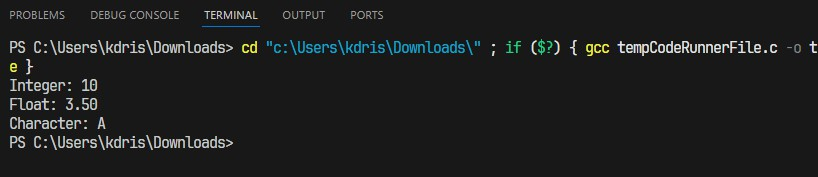 PROBLEMS DEBUG CONSOLE TERMINAL OUTPUT PORTS
PS C:\Users\kdris\Downloads> cd "c:\Users\kdris\Downloads\" ; if ($?) { gcc tempCodeRunnerFile.c -o t
e }
Integer: 10
Float: 3.50
Character: A
PS C:\Users\kdris\Downloads>